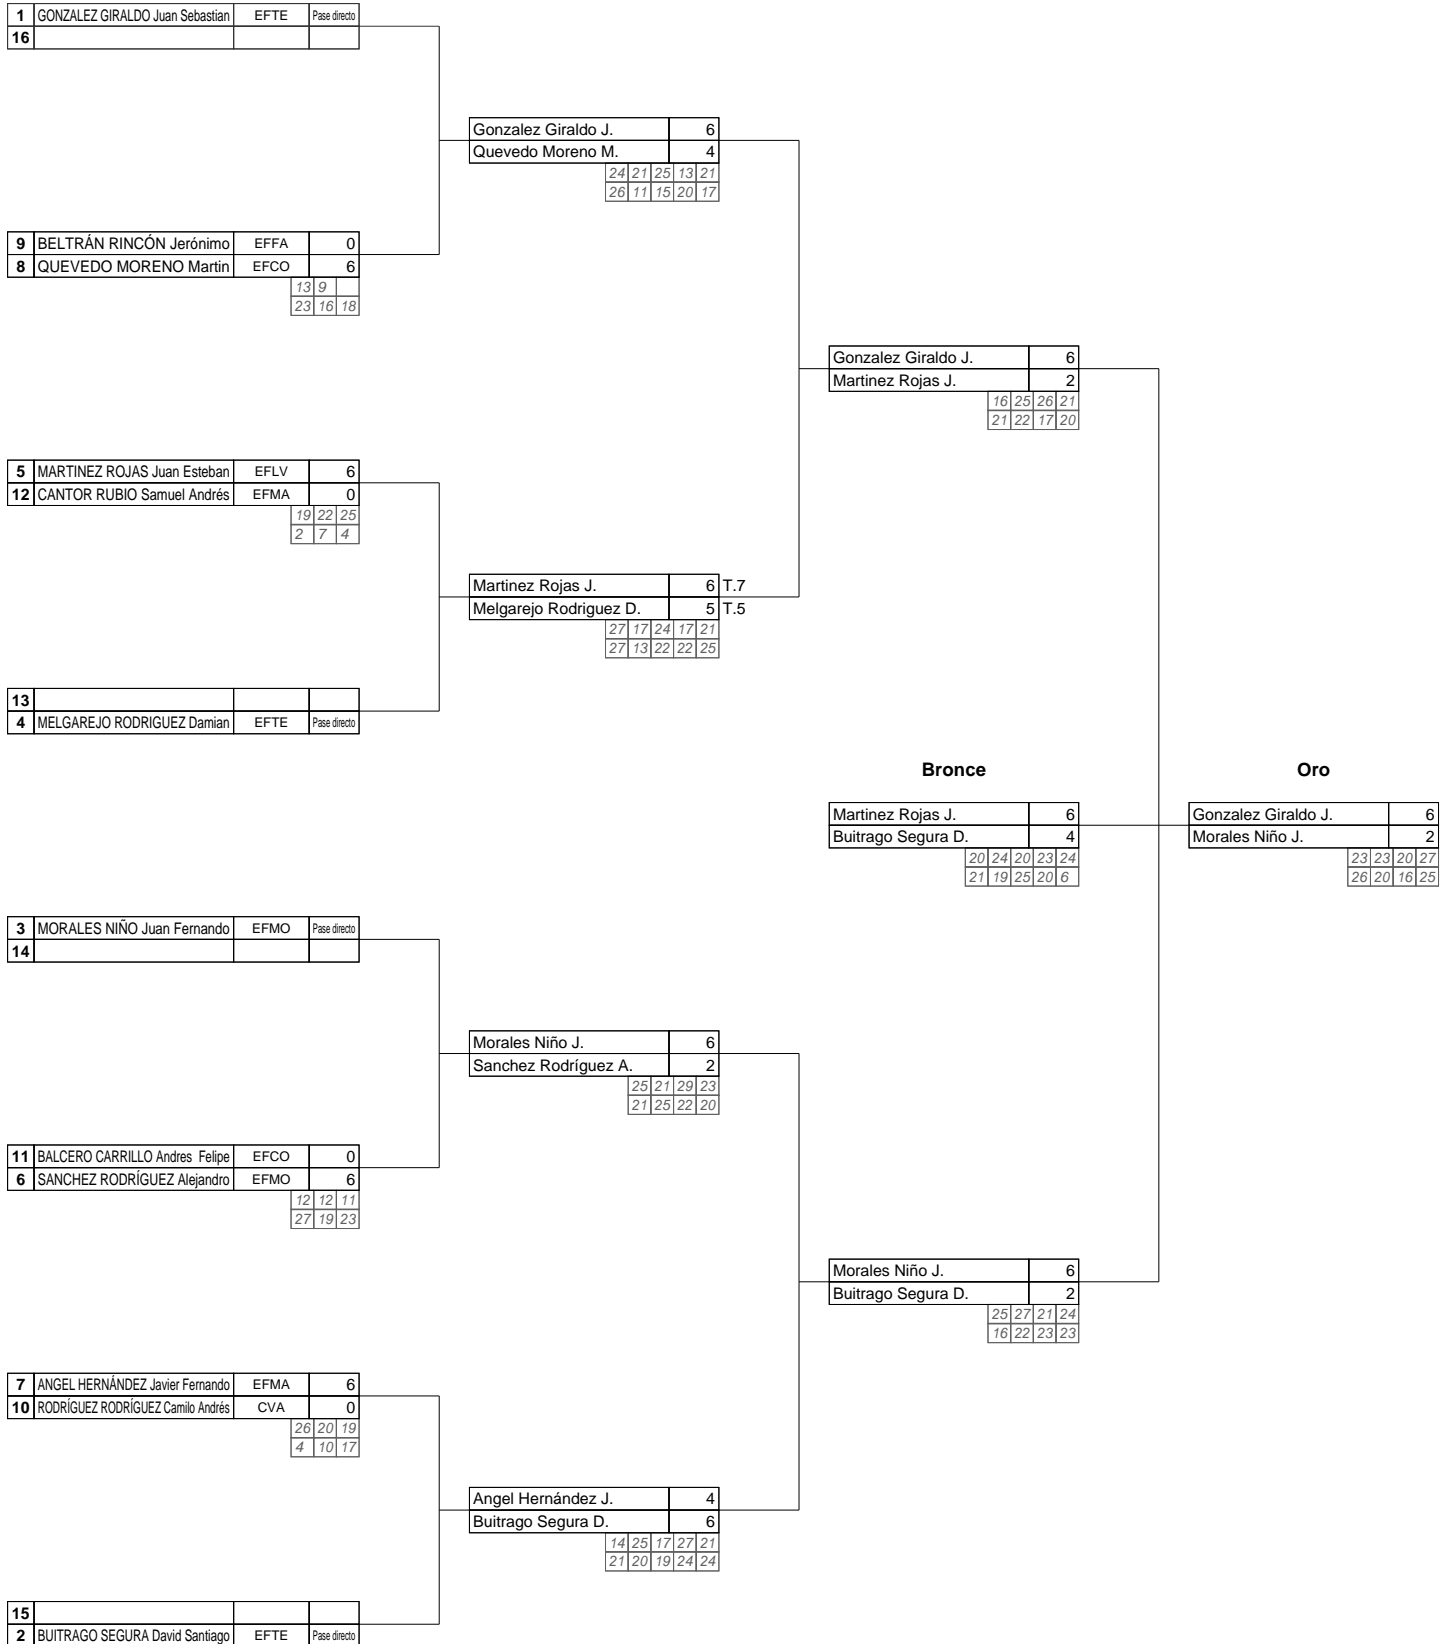 1 GONZALEZ GIRALDO Juan Sebastian EFTE Pase directo
16
Gonzalez Giraldo J. 6
Quevedo Moreno M. 4
24 21 25 13 21
26 11 15 20 17
9 BELTRÁN RINCÓN Jerónimo EFFA 0
8 QUEVEDO MORENO Martin EFCO 6
13 9
23 16 18
Gonzalez Giraldo J. 6
Martinez Rojas J. 2
16 25 26 21
21 22 17 20
5 MARTINEZ ROJAS Juan Esteban EFLV 6
12 CANTOR RUBIO Samuel Andrés EFMA 0
19 22 25
2 7 4
Martinez Rojas J. 6 T.7
Melgarejo Rodriguez D. 5 T.5
27 17 24 17 21
27 13 22 22 25
13
4 MELGAREJO RODRIGUEZ Damian EFTE Pase directo
Bronce Oro
Martinez Rojas J. 6 Gonzalez Giraldo J. 6
Buitrago Segura D. 4 Morales Niño J. 2
20 24 20 23 24 23 23 20 27
21 19 25 20 6 26 20 16 25
3 MORALES NIÑO Juan Fernando EFMO Pase directo
14
Morales Niño J. 6
Sanchez Rodríguez A. 2
25 21 29 23
21 25 22 20
11 BALCERO CARRILLO Andres Felipe EFCO 0
6 SANCHEZ RODRÍGUEZ Alejandro EFMO 6
12 12 11
27 19 23
Morales Niño J. 6
Buitrago Segura D. 2
25 27 21 24
16 22 23 23
7 ANGEL HERNÁNDEZ Javier Fernando EFMA 6
10 RODRÍGUEZ RODRÍGUEZ Camilo Andrés CVA 0
26 20 19
4 10 17
Angel Hernández J. 4
Buitrago Segura D. 6
14 25 17 27 21
21 20 19 24 24
15
2 BUITRAGO SEGURA David Santiago EFTE Pase directo